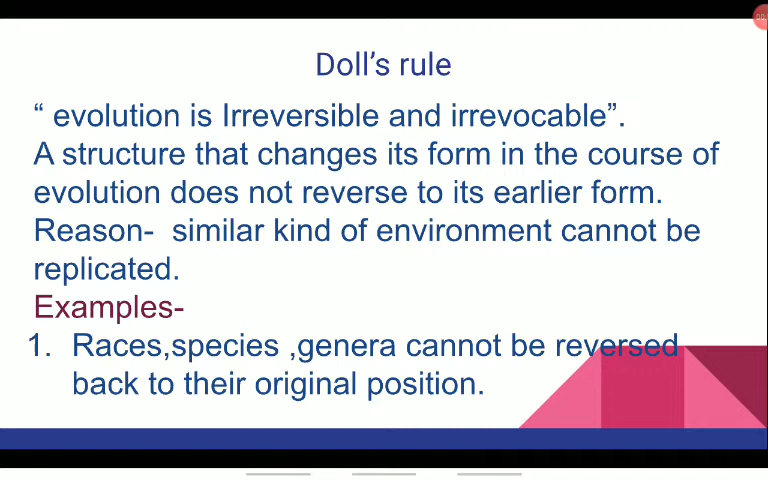 Doll's rule
“ evolution is Irreversible and irrevocable”.
A structure that changes its form in the course of
evolution does not reverse to its earlier form.
Reason- similar kind of environment cannot be
replicated.
Examples-
1. Races,species ,genera cannot be reversed
back to their original position.